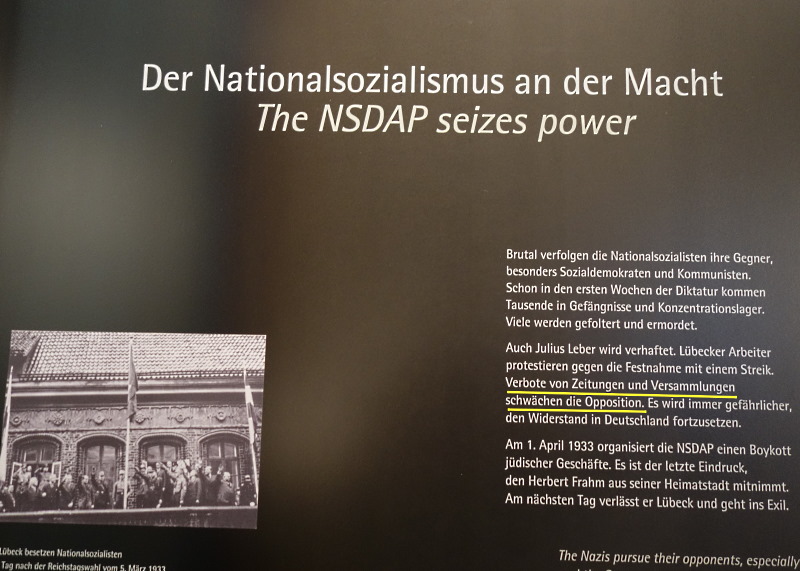 Der Nationalsozialismus an der Macht
The NSDAP seizes power
Brutal verfolgen die Nationalsozialisten ihre Gegner,
besonders Sozialdemokraten und Kommunisten.
Schon in den ersten Wochen der Diktatur kommen
Tausende in Gefängnisse und Konzentrationslager.
Viele werden gefoltert und ermordet.
Auch Julius Leber wird verhaftet. Lübecker Arbeiter
protestieren gegen die Festnahme mit einem Streik.
Verbote von Zeitungen und Versammlungen
schwächen die Opposition. Es wird immer gefährlicher,
den Widerstand in Deutschland fortzusetzen.
Am 1. April 1933 organisiert die NSDAP einen Boykott
jüdischer Geschäfte. Es ist der letzte Eindruck,
den Herbert Frahm aus seiner Heimatstadt mitnimmt.
Am nächsten Tag verlässt er Lübeck und geht ins Exil.
The Nazis pursue their opponents, especially
Lübeck besetzen Nationalsozialisten
Tag nach der Reichstagswahl vom 5. März 1933